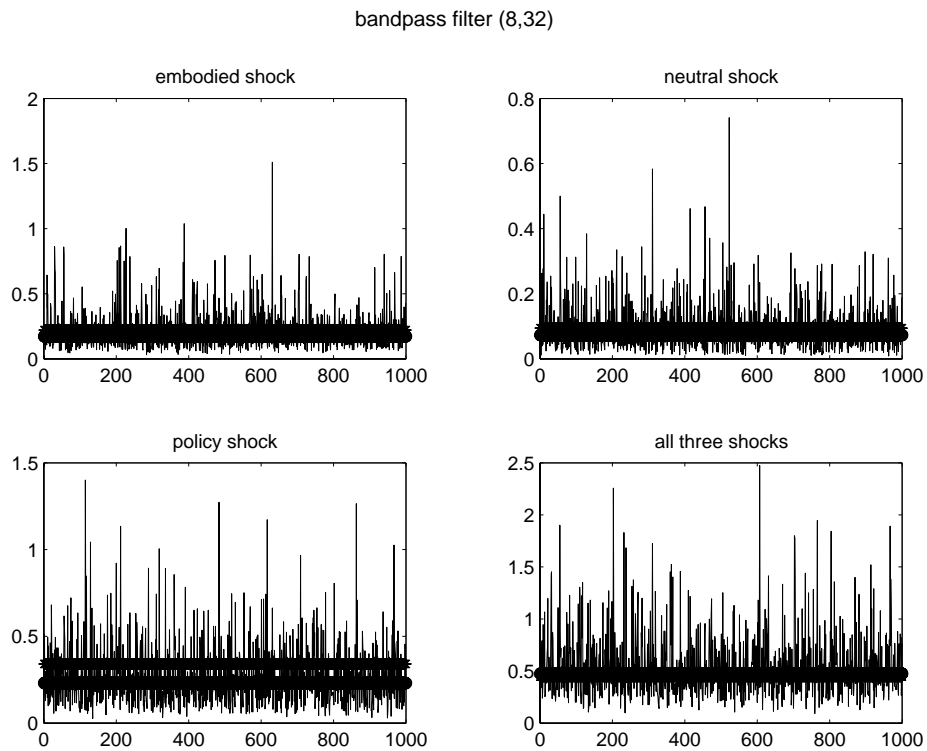 bandpass filter (8,32)
embodied shock
2
1.5
1
0.5
0
0 200 400 600 800 1000
neutral shock
0.8
0.6
0.4
0.2
0
0 200 400 600 800 1000
policy shock
1.5
1
0.5
0
0 200 400 600 800 1000
all three shocks
2.5
2
1.5
1
0.5
0
0 200 400 600 800 1000